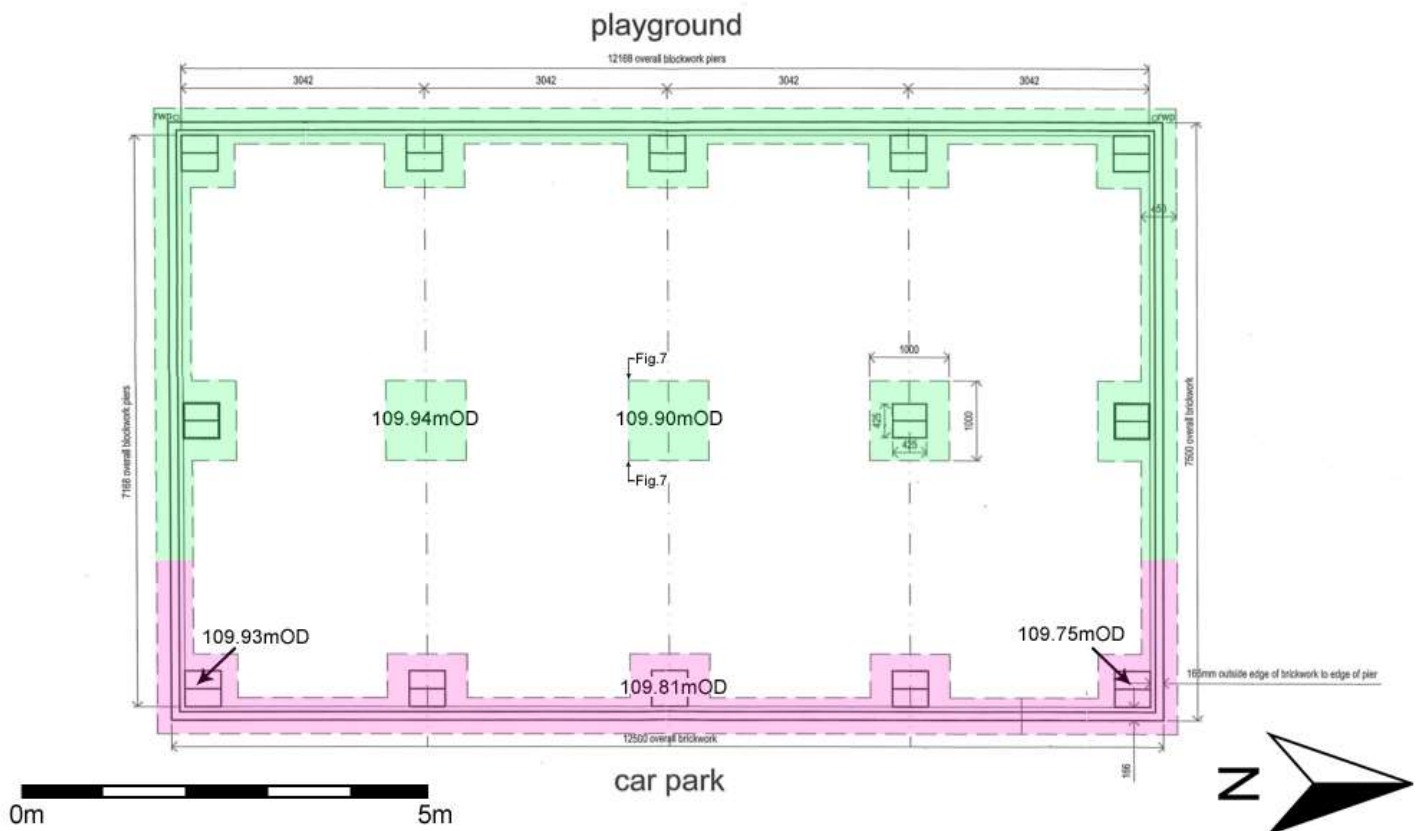 playground
12168 overall blockwork piers
3042 3042 3042 3042
rwp rwp
450
Fig.7
1000
109.94mOD 109.90mOD
425
425
1000
7168 overall blockwork piers
7500 overall brickwork
Fig.7
109.93mOD 109.75mOD
109.81mOD
166mm outside edge of brickwork to edge of pier
12500 overall brickwork
166
car park
N
0m 5m